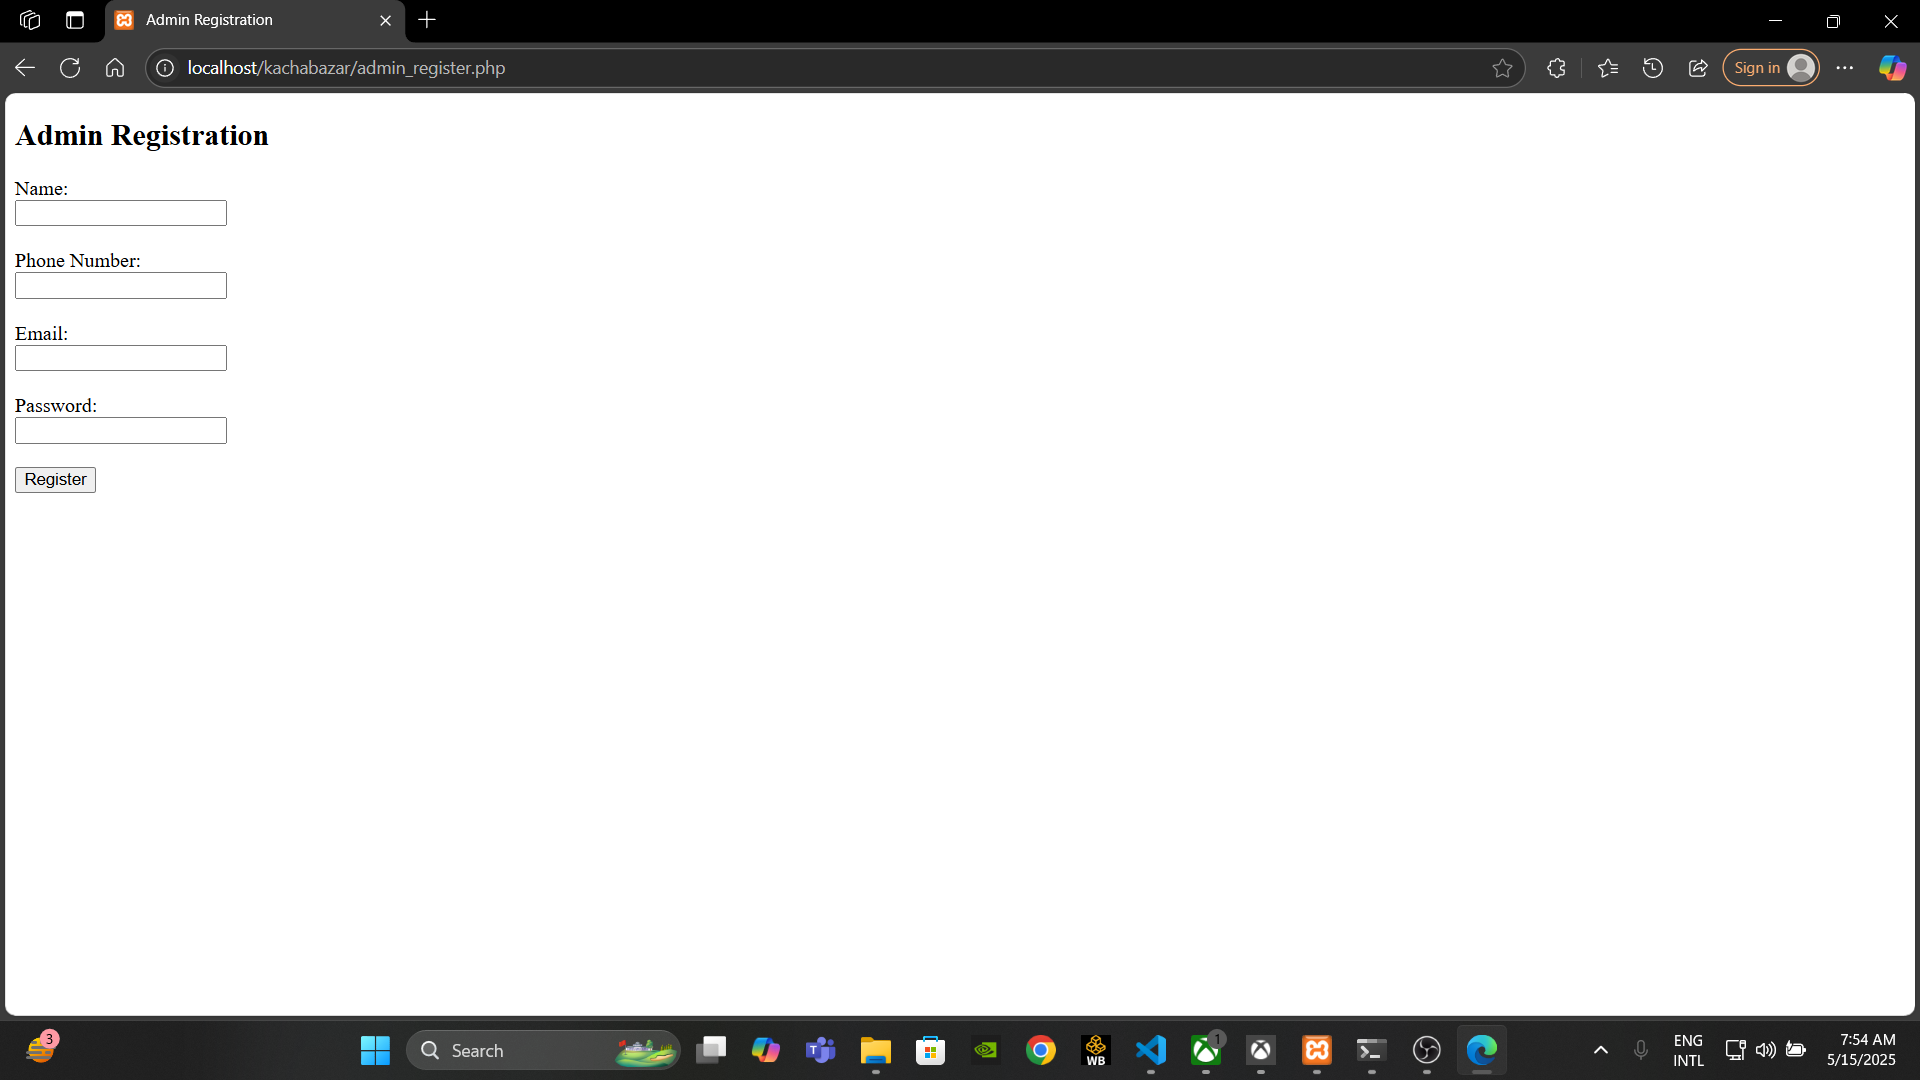 Admin Registration
localhost/kachabazar/admin_register.php
Sign in
Admin Registration
Name:
Phone Number:
Email:
Password:
Register
3
Search
WB
1
ENG
INTL
7:54 AM
5/15/2025